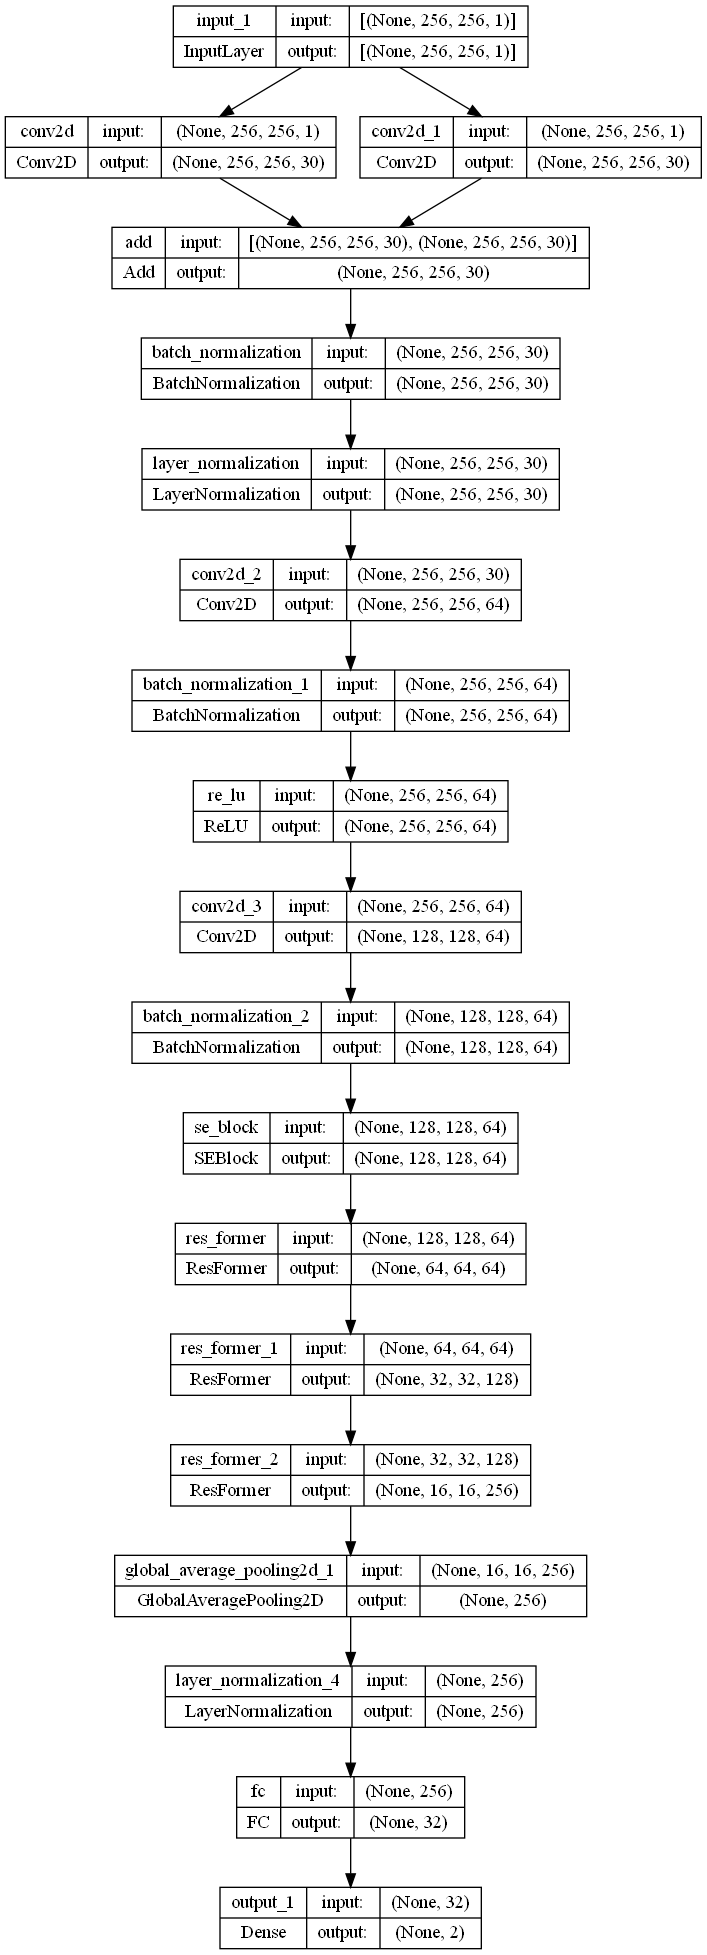 input_1 input: [(None, 256, 256, 1)]
InputLayer output: [(None, 256, 256, 1)]
conv2d input: (None, 256, 256, 1)
Conv2D output: (None, 256, 256, 30)
conv2d_1 input: (None, 256, 256, 1)
Conv2D output: (None, 256, 256, 30)
add input: [(None, 256, 256, 30), (None, 256, 256, 30)]
Add output: (None, 256, 256, 30)
batch_normalization input: (None, 256, 256, 30)
BatchNormalization output: (None, 256, 256, 30)
layer_normalization input: (None, 256, 256, 30)
LayerNormalization output: (None, 256, 256, 30)
conv2d_2 input: (None, 256, 256, 30)
Conv2D output: (None, 256, 256, 64)
batch_normalization_1 input: (None, 256, 256, 64)
BatchNormalization output: (None, 256, 256, 64)
re_lu input: (None, 256, 256, 64)
ReLU output: (None, 256, 256, 64)
conv2d_3 input: (None, 256, 256, 64)
Conv2D output: (None, 128, 128, 64)
batch_normalization_2 input: (None, 128, 128, 64)
BatchNormalization output: (None, 128, 128, 64)
se_block input: (None, 128, 128, 64)
SEBlock output: (None, 128, 128, 64)
res_former input: (None, 128, 128, 64)
ResFormer output: (None, 64, 64, 64)
res_former_1 input: (None, 64, 64, 64)
ResFormer output: (None, 32, 32, 128)
res_former_2 input: (None, 32, 32, 128)
ResFormer output: (None, 16, 16, 256)
global_average_pooling2d_1 input: (None, 16, 16, 256)
GlobalAveragePooling2D output: (None, 256)
layer_normalization_4 input: (None, 256)
LayerNormalization output: (None, 256)
fc input: (None, 256)
FC output: (None, 32)
output_1 input: (None, 32)
Dense output: (None, 2)